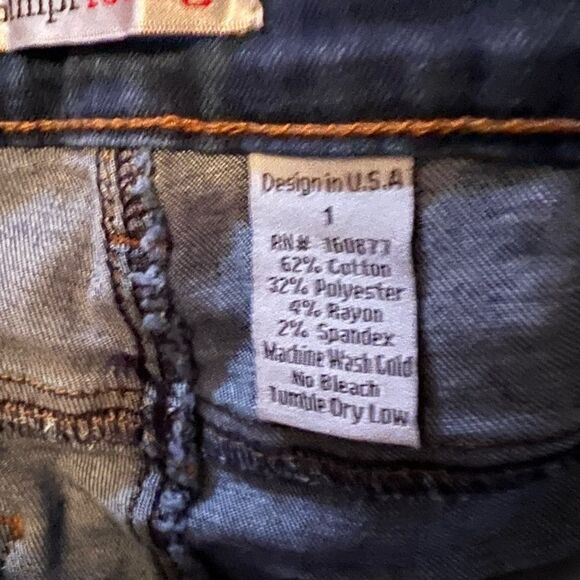 Design in U.S.A
1
RN# 160877
62% Cotton
32% Polyester
4% Rayon
2% Spandex
Machine Wash Cold
No Bleach
Tumble Dry Low